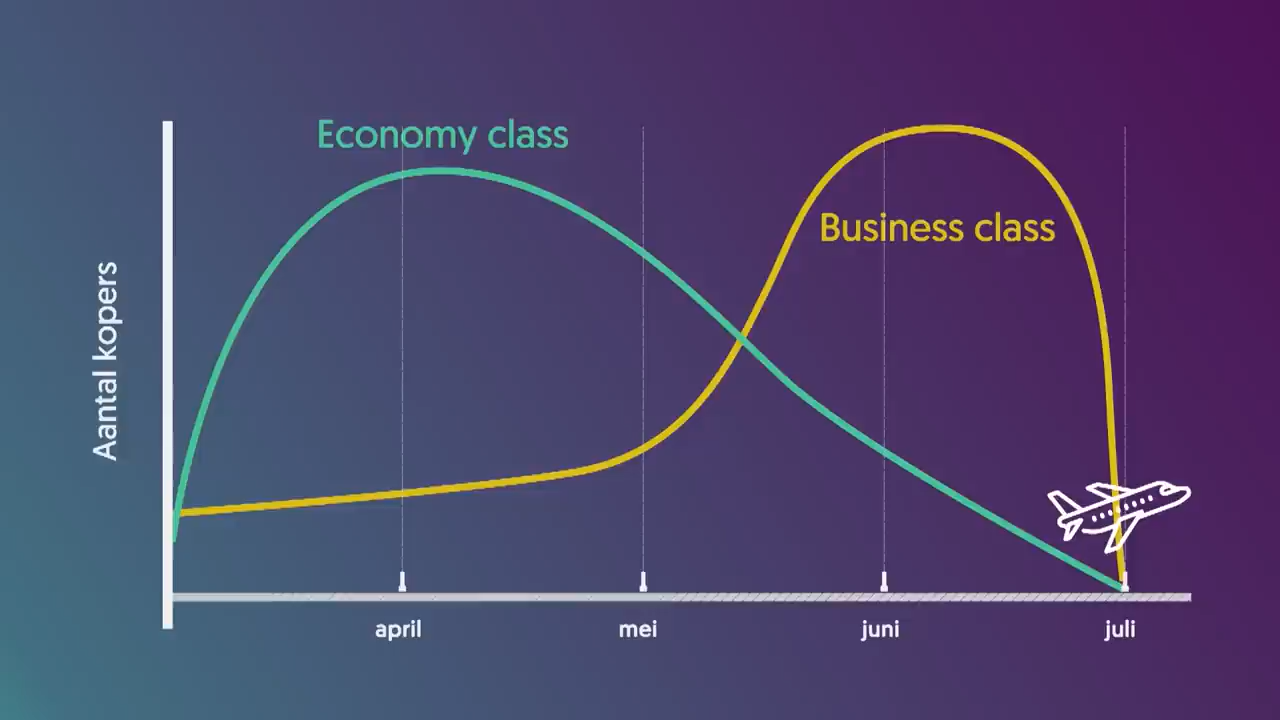 Economy class
Business class
Aantal kopers
april
mei
juni
juli